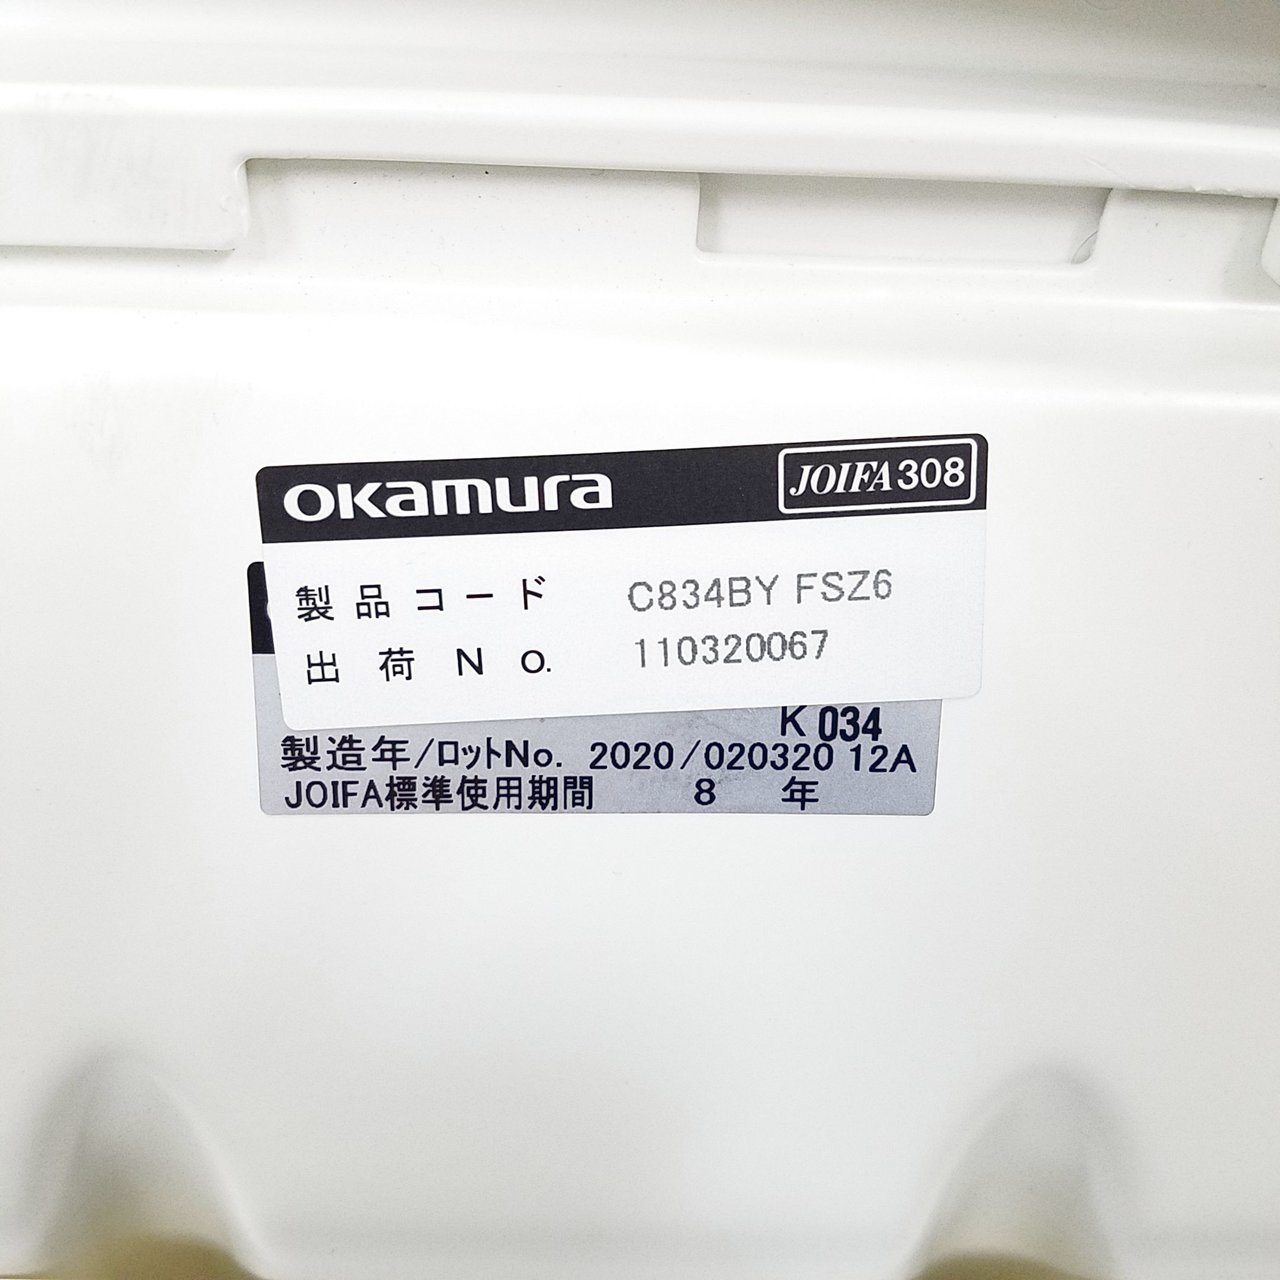 okamura JOIFA308
製品コード C834BY FSZ6
出荷No. 110320067
K 034
製造年/ロットNo. 2020/020320 12A
JOIFA標準使用期間 8 年